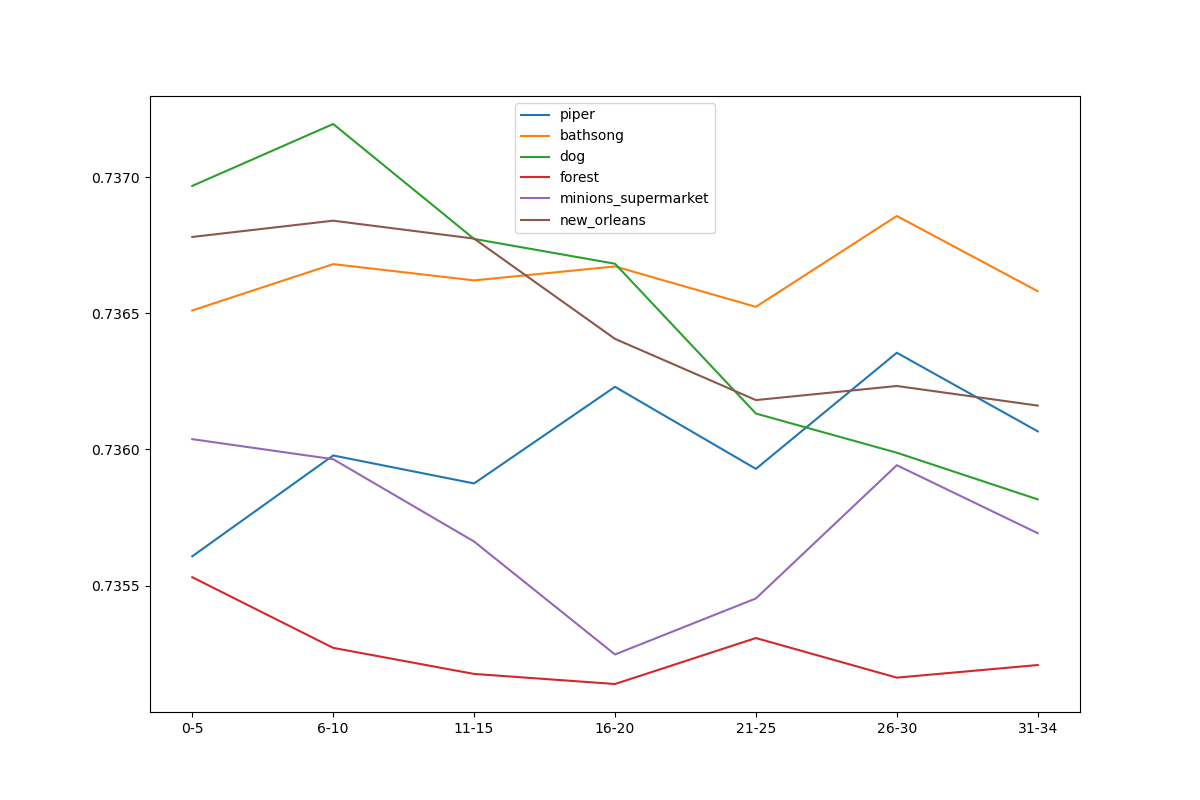 piper
bathsong
dog
forest
minions_supermarket
new_orleans
0.7370
0.7365
0.7360
0.7355
0-5 6-10 11-15 16-20 21-25 26-30 31-34